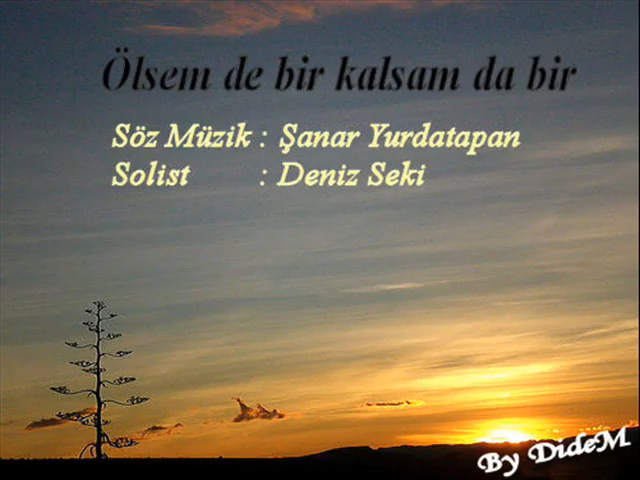 Ölsem de bir kalsam da bir
Söz Müzik : Şanar Yurdatapan
Solist : Deniz Seki
By DideM